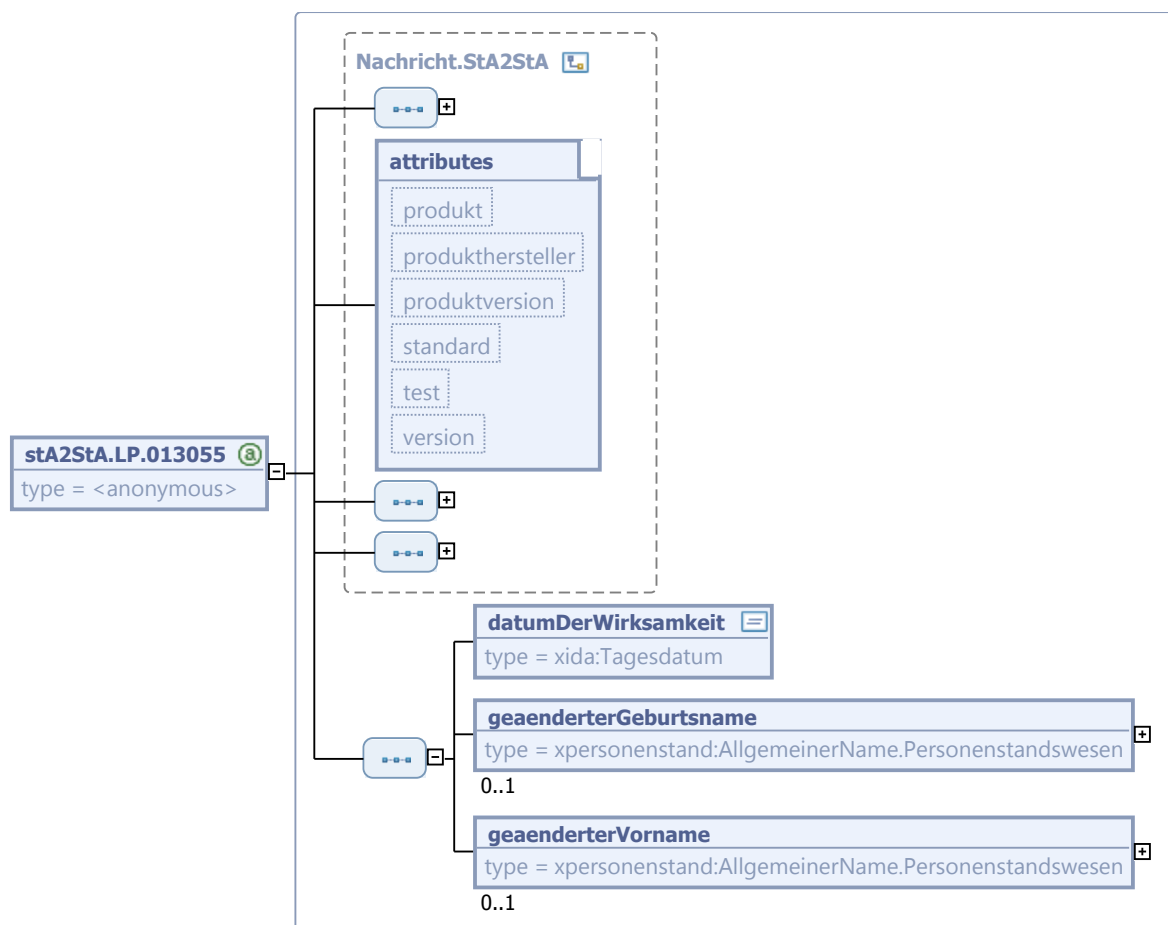 Nachricht.StA2StA
attributes
produkt
produkthersteller
produktversion
standard
test
version
stA2StA.LP.013055
type = <anonymous>
datumDerWirksamkeit
type = xida:Tagesdatum
geaenderterGeburtsname
type = xpersonenstand:AllgemeinerName.Personenstandswesen
0..1
geaenderterVorname
type = xpersonenstand:AllgemeinerName.Personenstandswesen
0..1